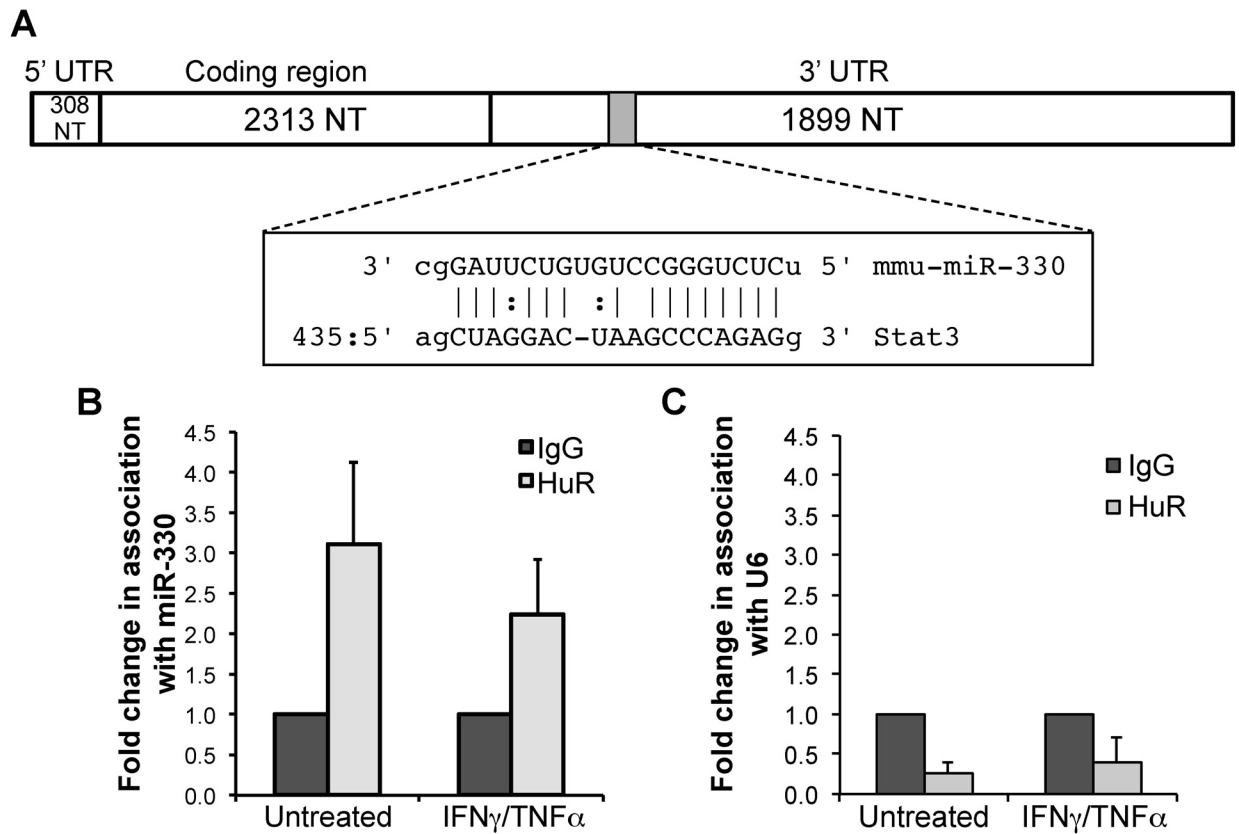 A
5’ UTR
Coding region
3’ UTR
308
NT
2313 NT
1899 NT
3' cgGAUUCUGUGUCCGGGUCUCu 5' mmu-miR-330
|||:||| :| ||||||||
435:5' agCUAGGAC-UAAGCCCAGAGg 3' Stat3
B
Fold change in association
with miR-330
4.5
4.0
3.5
3.0
2.5
2.0
1.5
1.0
0.5
0.0
IgG
HuR
Untreated
IFNγ/TNFα
C
Fold change in association
with U6
4.5
4.0
3.5
3.0
2.5
2.0
1.5
1.0
0.5
0.0
IgG
HuR
Untreated
IFNγ/TNFα